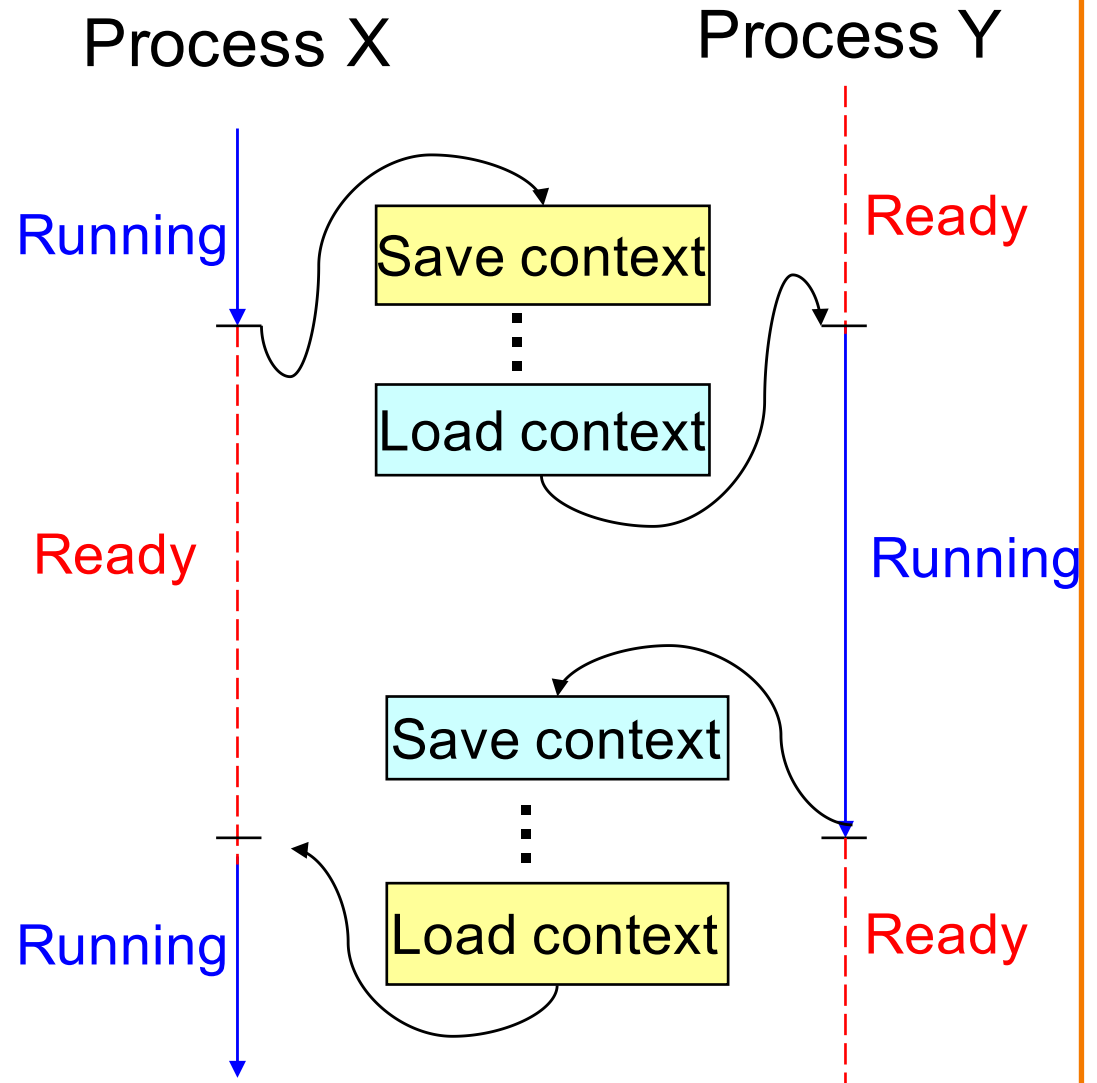 Process X
Process Y
Running
Save context
Ready
Load context
Ready
Running
Save context
Running
Load context
Ready